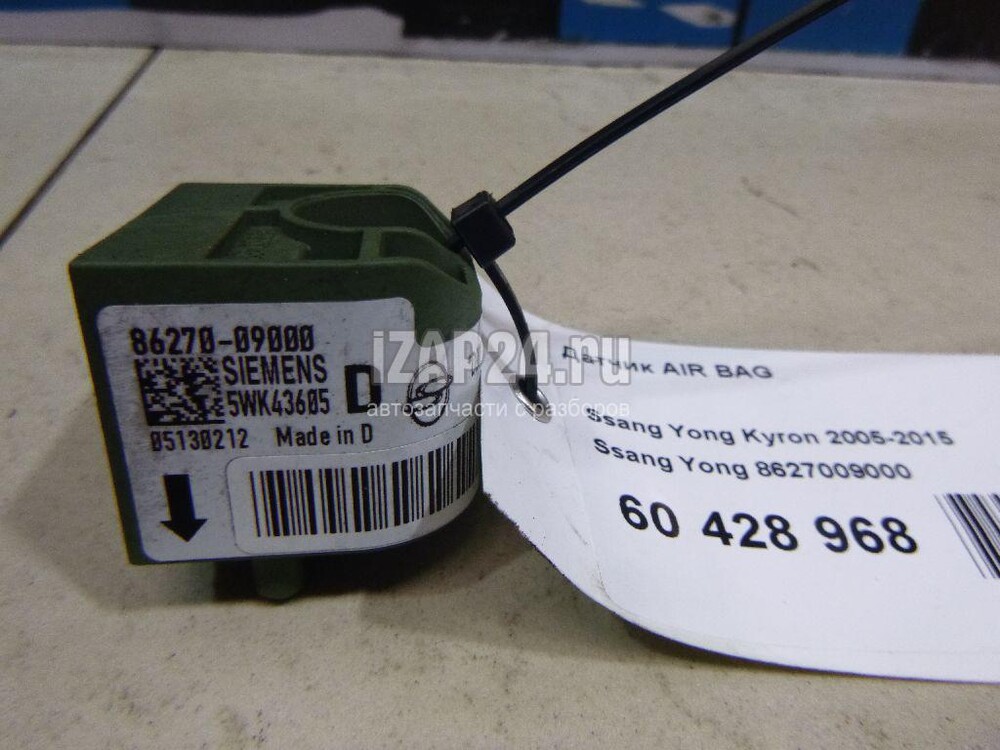 86270-09000
SIEMENS
5WK43605
D
05130212 Made in D
iZAP24.ru
автозапчасти с разборов
Датчик AIR BAG
Ssang Yong Kyron 2005-2015
Ssang Yong 8627009000
60 428 968